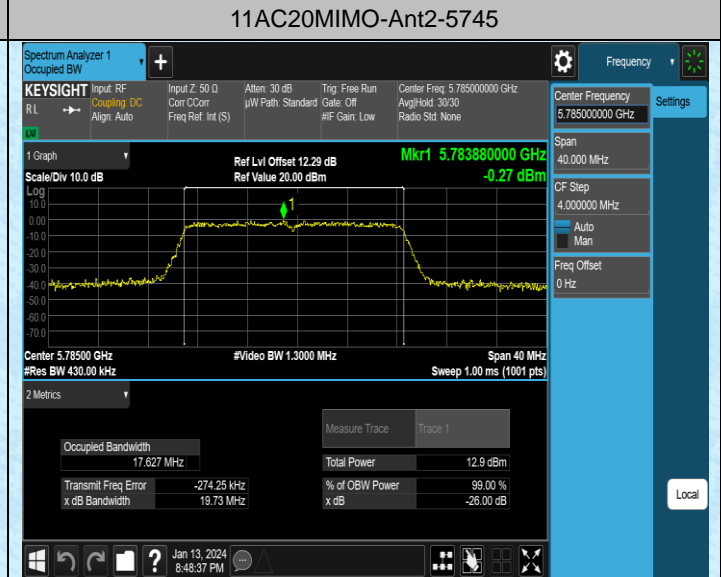 11AC20MIMO-Ant2-5745
Spectrum Analyzer 1
Occupied BW
Frequency
KEYSIGHT
RL
Input: RF
Coupling: DC
Align: Auto
Input Z: 50 Ω
Corr CCorr
Freq Ref: Int (S)
Atten: 30 dB
µW Path: Standard
Trig: Free Run
Gate: Off
#IF Gain: Low
Center Freq: 5.785000000 GHz
Avg|Hold: 30/30
Radio Std: None
Center Frequency
5.785000000 GHz
Settings
Span
40.000 MHz
CF Step
4.000000 MHz
Auto
Man
Freq Offset
0 Hz
1 Graph
Scale/Div 10.0 dB
Ref Lvl Offset 12.29 dB
Ref Value 20.00 dBm
Mkr1 5.783880000 GHz
-0.27 dBm
Log
10.0
0.00
-10.0
-20.0
-30.0
-40.0
-50.0
-60.0
-70.0
1
Center 5.78500 GHz
#Res BW 430.00 kHz
#Video BW 1.3000 MHz
Span 40 MHz
Sweep 1.00 ms (1001 pts)
2 Metrics
Measure Trace Trace 1
Occupied Bandwidth
17.627 MHz
Total Power 12.9 dBm
Transmit Freq Error -274.25 kHz
% of OBW Power 99.00 %
x dB Bandwidth 19.73 MHz
x dB -26.00 dB
Local
?
Jan 13, 2024
8:48:37 PM